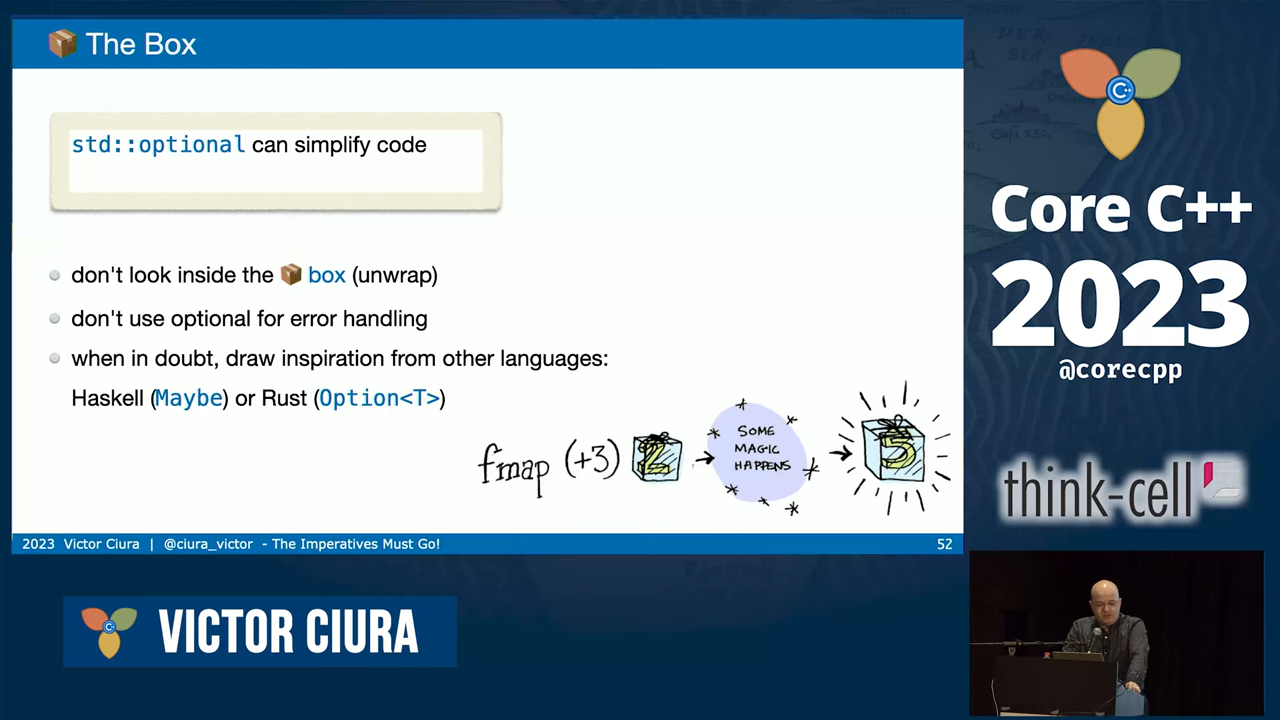 The Box
std::optional can simplify code
don't look inside the box (unwrap)
don't use optional for error handling
when in doubt, draw inspiration from other languages:
Haskell (Maybe) or Rust (Option<T>)
fmap (+3) 2
SOME
MAGIC
HAPPENS
5
2023 Victor Ciura | @ciura_victor - The Imperatives Must Go!
52
C++
Core C++
2023
@corecpp
think-cell
C++
VICTOR CIURA